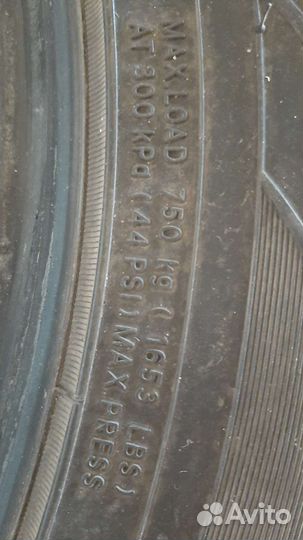 MAX LOAD 750 kg ( 1653 LBS)
AT 300 kPa (44 PSI) MAX PRESS
Avito